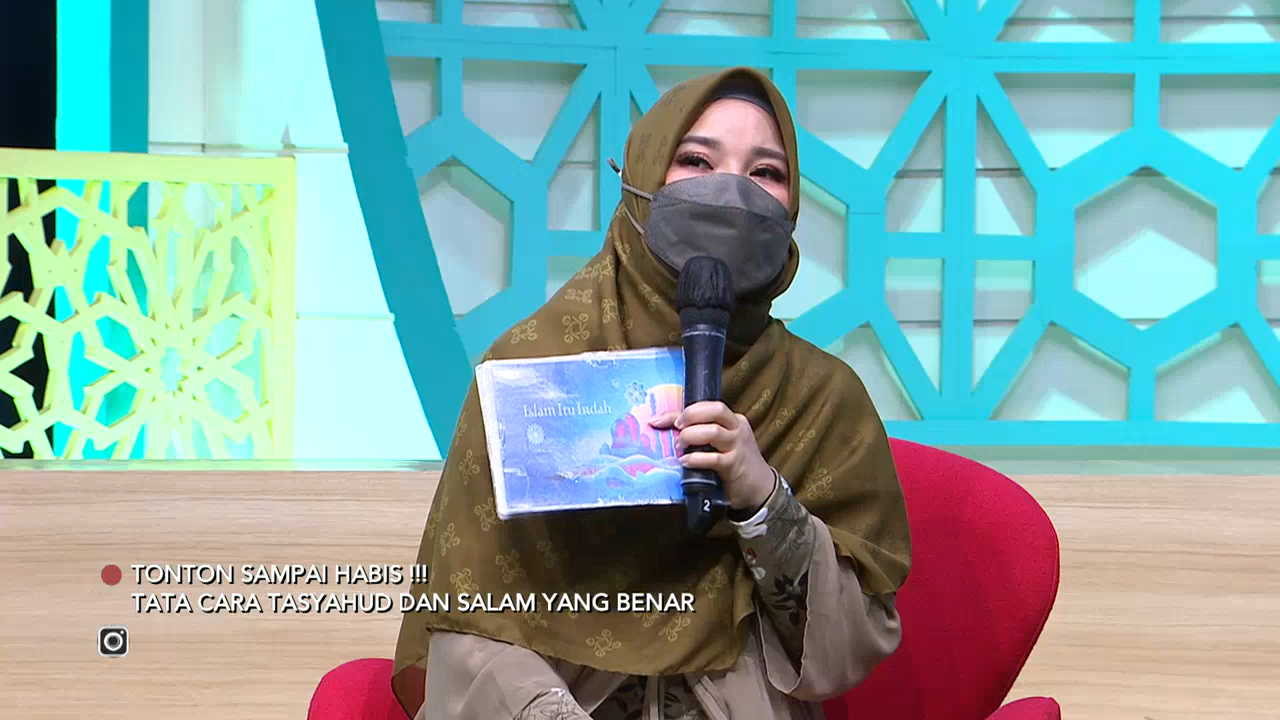 Islam Itu Indah
2
TONTON SAMPAI HABIS !!!
TATA CARA TASYAHUD DAN SALAM YANG BENAR